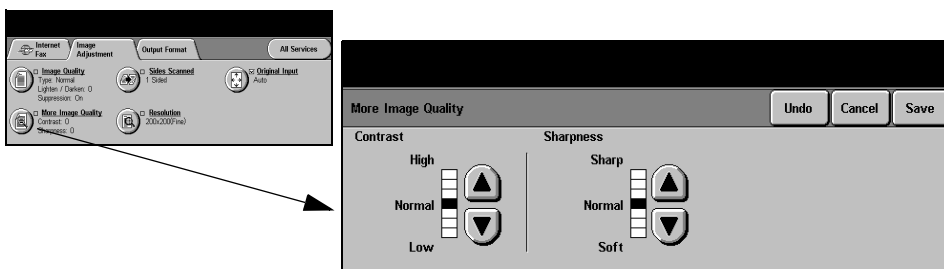 Internet
Fax
Image
Adjustment
Output Format
All Services
Image Quality
Type: Normal
Lighten / Darken: 0
Suppression: On
Sides Scanned
1 Sided
Original Input
Auto
More Image Quality
Contrast: 0
Sharpness: 0
Resolution
200x200(Fine)
More Image Quality
Undo
Cancel
Save
Contrast
High
Normal
Low
Sharpness
Sharp
Normal
Soft